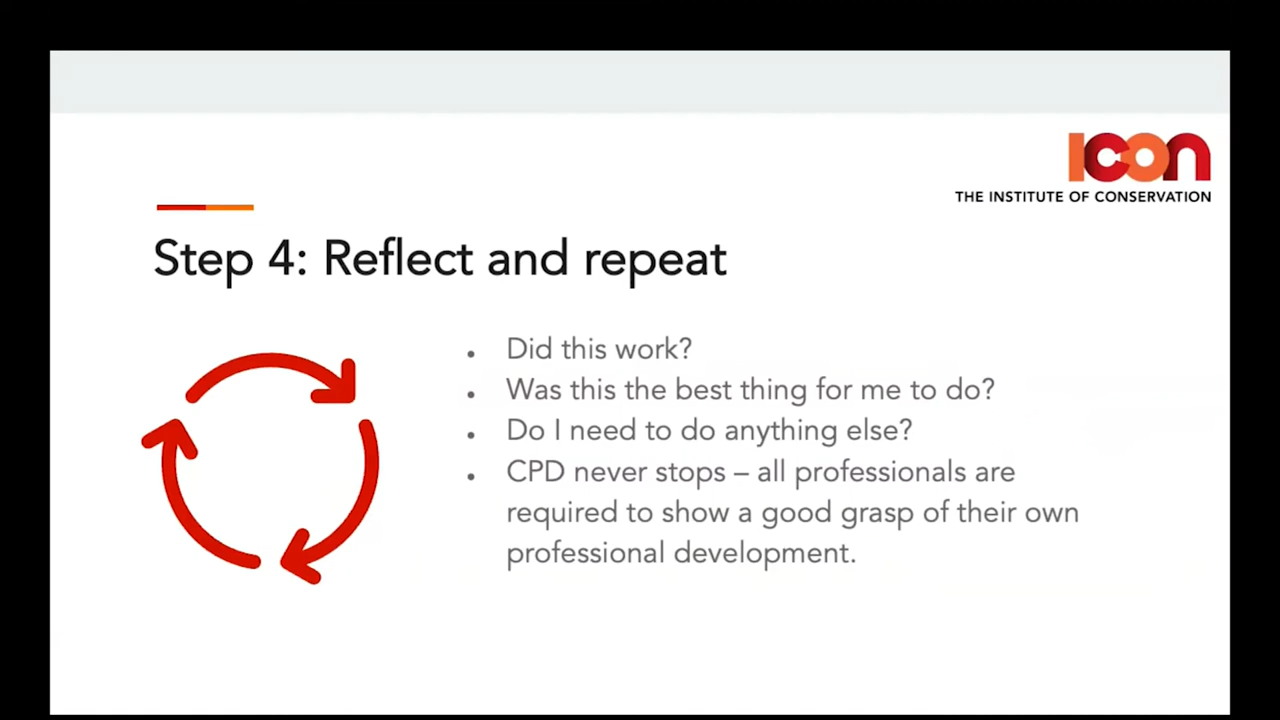 icon
THE INSTITUTE OF CONSERVATION
Step 4: Reflect and repeat
• Did this work?
• Was this the best thing for me to do?
• Do I need to do anything else?
• CPD never stops – all professionals are
required to show a good grasp of their own
professional development.